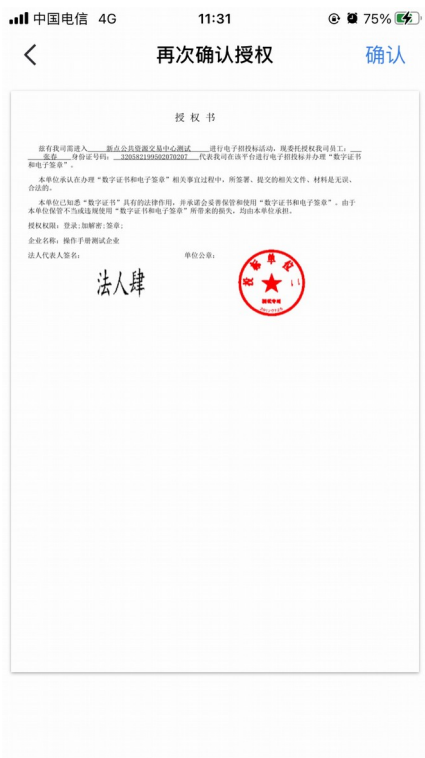 中国电信 4G 11:31 75%
再次确认授权 确认
授 权 书
兹有我司需进入 新点公共资源交易中心测试 进行电子招投标活动，现委托授权我司员工：
张春 身份证号码： 320582199502070207 代表我司在该平台进行电子招投标并办理“数字证书
和电子签章”。
本单位承认在办理“数字证书和电子签章”相关事宜过程中，所签署、提交的相关文件、材料是无误、
合法的。
本单位已知悉“数字证书”具有的法律作用，并承诺会妥善保管和使用“数字证书和电子签章”。由于
本单位保管不当或违规使用“数字证书和电子签章”所带来的损失，均由本单位承担。
授权权限：登录;加解密;签章;
企业名称：操作手册测试企业
法人代表人签名： 单位公章：
法人肆
投标单位二
测试专用